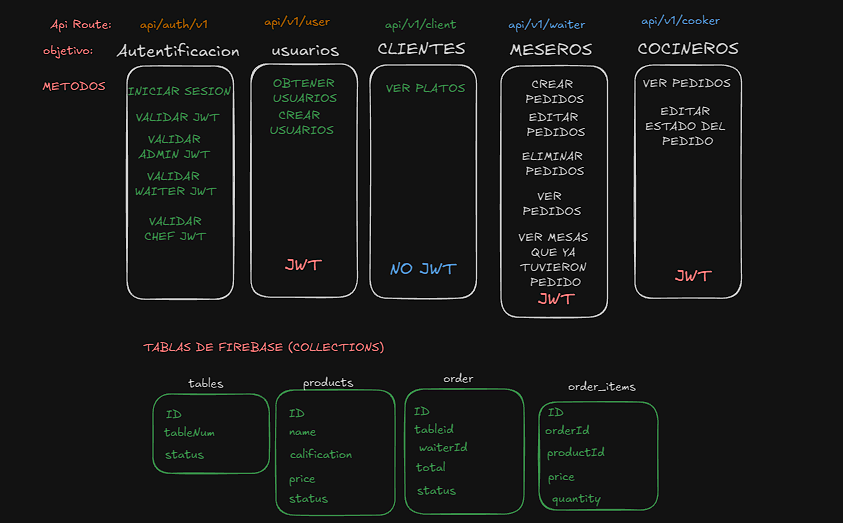 Api Route:
api/auth/v1
api/v1/user
api/v1/client
api/v1/waiter
api/v1/cooker
objetivo:
Autentificacion
usuarios
CLIENTES
MESEROS
COCINEROS
METODOS
INICIAR SESION
VALIDAR JWT
VALIDAR
ADMIN JWT
VALIDAR
WAITER JWT
VALIDAR
CHEF JWT
OBTENER
USUARIOS
CREAR
USUARIOS
JWT
VER PLATOS
NO JWT
CREAR
PEDIDOS
EDITAR
PEDIDOS
ELIMINAR
PEDIDOS
VER
PEDIDOS
VER MESAS
QUE YA
TUVIERON
PEDIDO
JWT
VER PEDIDOS
EDITAR
ESTADO DEL
PEDIDO
JWT
TABLAS DE FIREBASE (COLLECTIONS)
tables
ID
tableNum
status
products
ID
name
calification
price
status
order
ID
tableid
waiterId
total
status
order_items
ID
orderId
productId
price
quantity